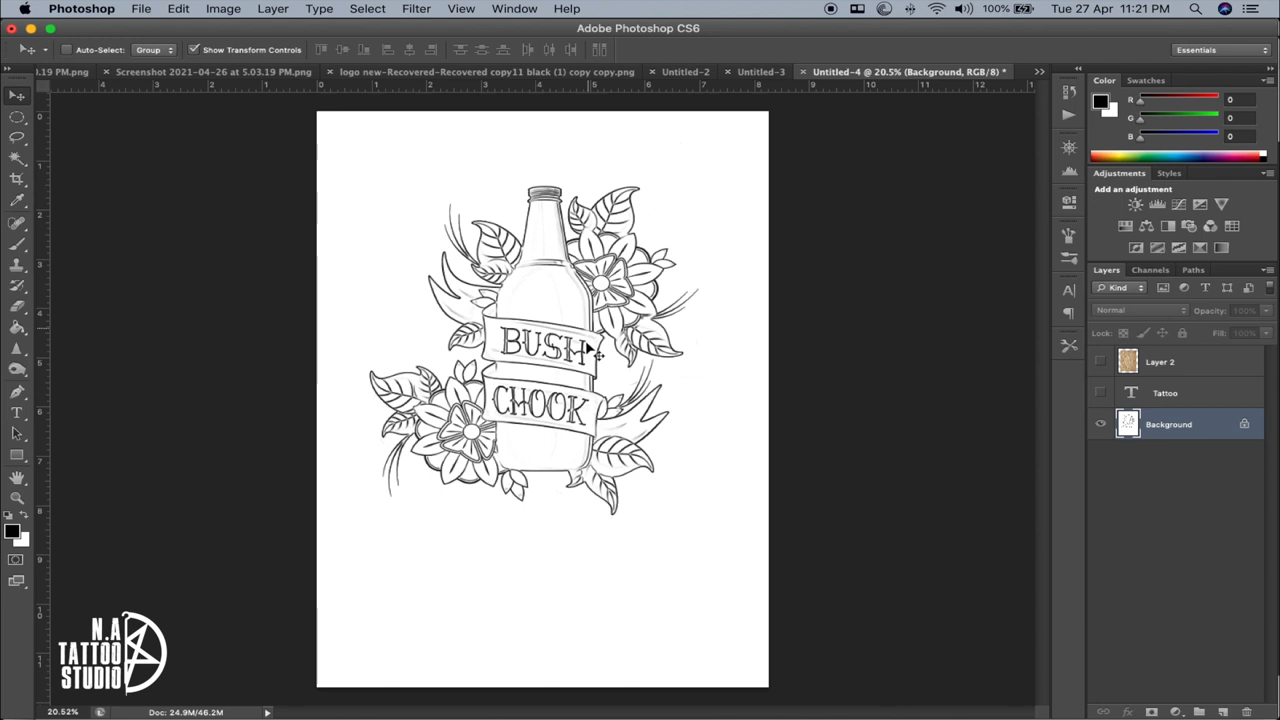 Photoshop File Edit Image Layer Type Select Filter View Window Help 100% Tue 27 Apr 11:21 PM
Adobe Photoshop CS6
Auto-Select: Group Show Transform Controls Essentials
0.19 PM.png Screenshot 2021-04-26 at 5.03.19 PM.png logo new-Recovered-Recovered copy11 black (1) copy copy.png Untitled-2 Untitled-3 Untitled-4 @ 20.5% (Background, RGB/8) *
Color Swatches
R 0
G 0
B 0
Adjustments Styles
Add an adjustment
Layers Channels Paths
Kind
Normal Opacity:
Lock: Fill:
Layer 2
Tattoo
Background
BUSH
CHOOK
N.A
TATTOO
STUDIO
20.52% Doc: 24.9M/46.2M